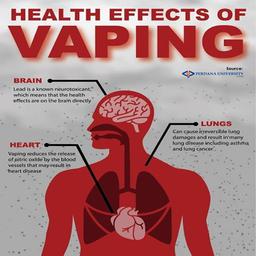 HEALTH EFFECTS OF
VAPING
Source:
PERDANA UNIVERSITY
BRAIN
Lead is a known neurotoxicant,
which means that the health
effects are on the brain directly
LUNGS
Can cause irreversible lung
damages and result in many
lung disease including asthma
and lung cancer
HEART
Vaping reduces the release
of nitric oxide by the blood
vessels that may result in
heart disease